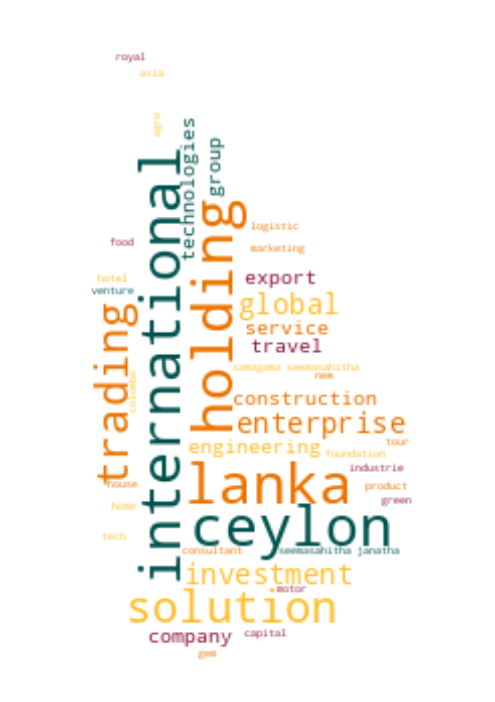 royal
asia
agro
technologies
group
international
holding
logistic
food
marketing
export
hotel
venture
global
trading
service
travel
samagama seemasahitha
new
colombo
construction
enterprise
tour
engineering
foundation
industrie
lanka
house
product
green
home
ceylon
tech
consultant
seemasahitha janatha
investment
motor
solution
company
capital
gem